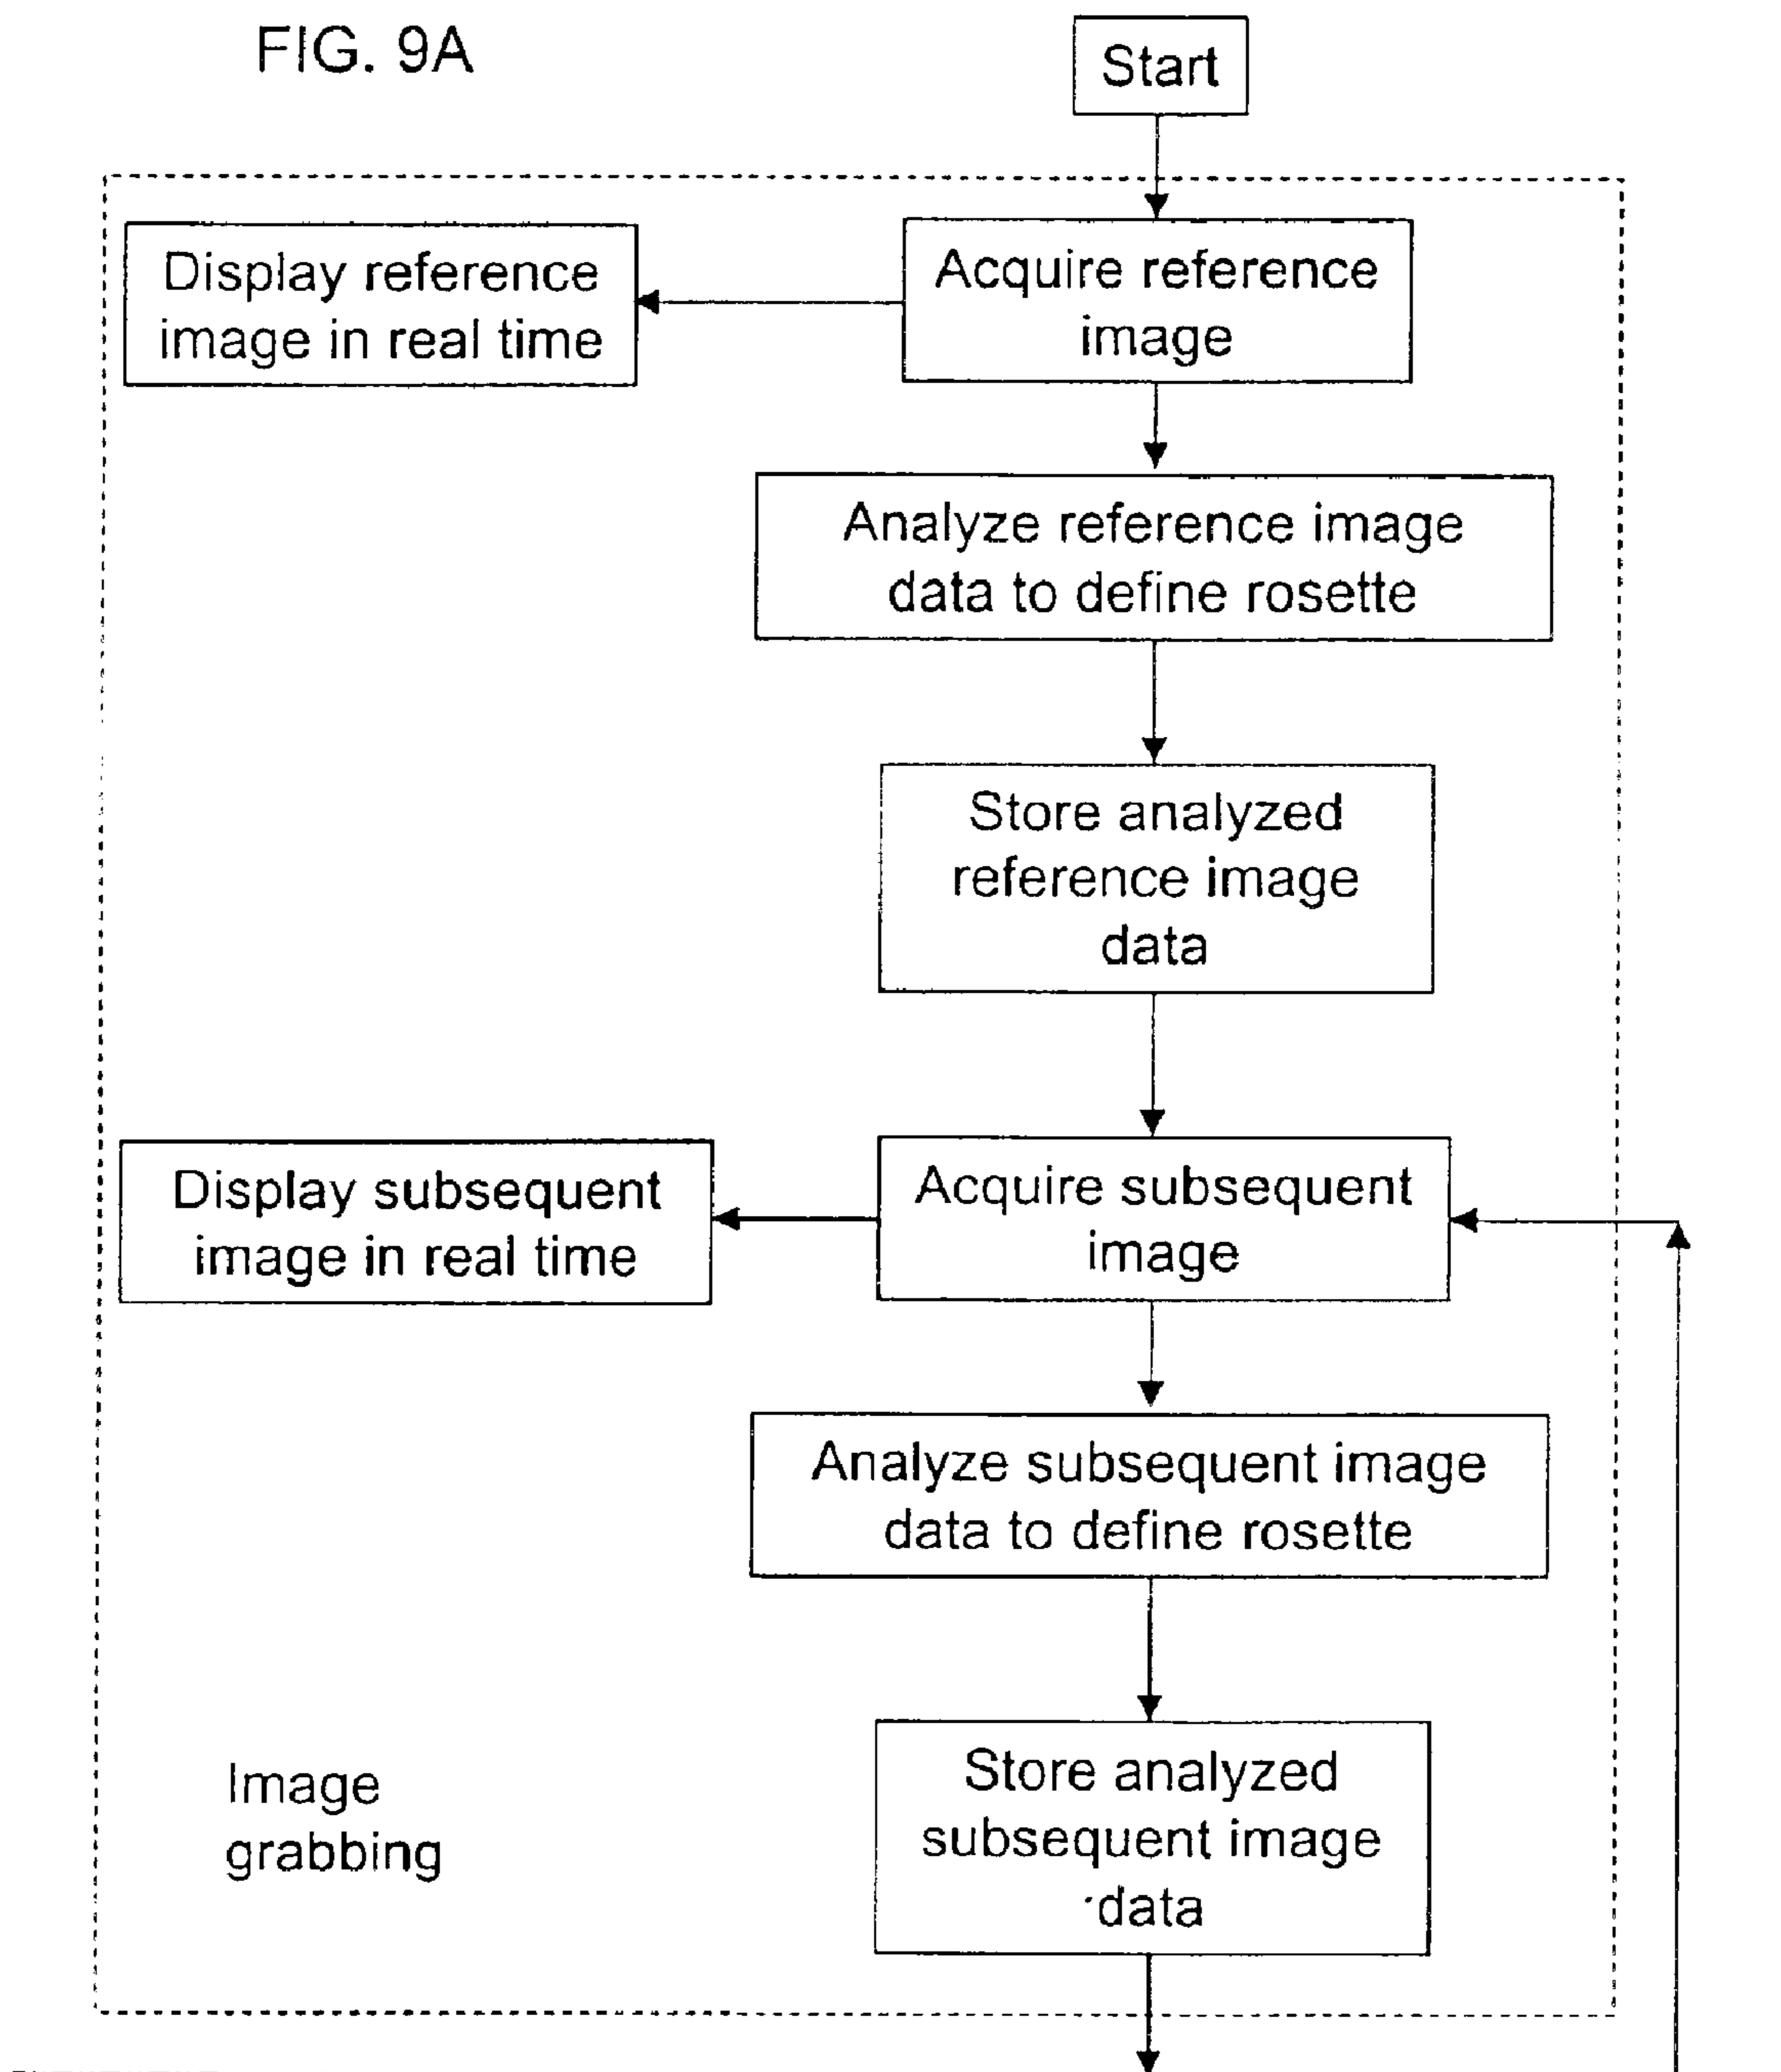 FIG. 9A
Start
Display reference
image in real time
Acquire reference
image
Analyze reference image
data to define rosette
Store analyzed
reference image
data
Display subsequent
image in real time
Acquire subsequent
image
Analyze subsequent image
data to define rosette
Store analyzed
subsequent image
data
Image
grabbing